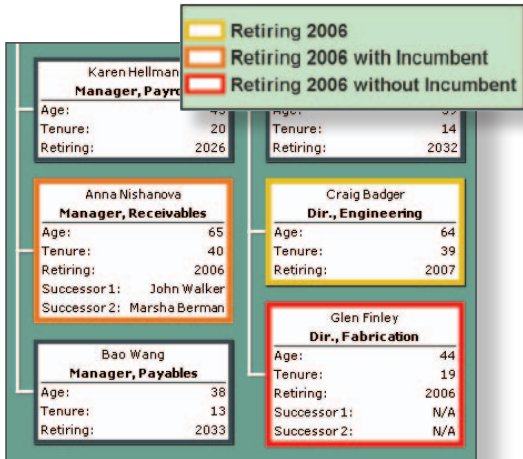 Retiring 2006
Retiring 2006 with Incumbent
Retiring 2006 without Incumbent
Karen Hellman
Manager,
Age:
Tenure: 20
Retiring: 2026
14
2032
Anna Nishanova
Manager, Receivables
Age: 65
Tenure: 40
Retiring: 2006
Successor 1: John Walker
Successor 2: Marsha Berman
Craig Badger
Dir., Engineering
Age: 64
Tenure: 39
Retiring: 2007
Bao Wang
Manager, Payables
Age: 38
Tenure: 13
Retiring: 2033
Glen Finley
Dir., Fabrication
Age: 44
Tenure: 19
Retiring: 2006
Successor 1: N/A
Successor 2: N/A